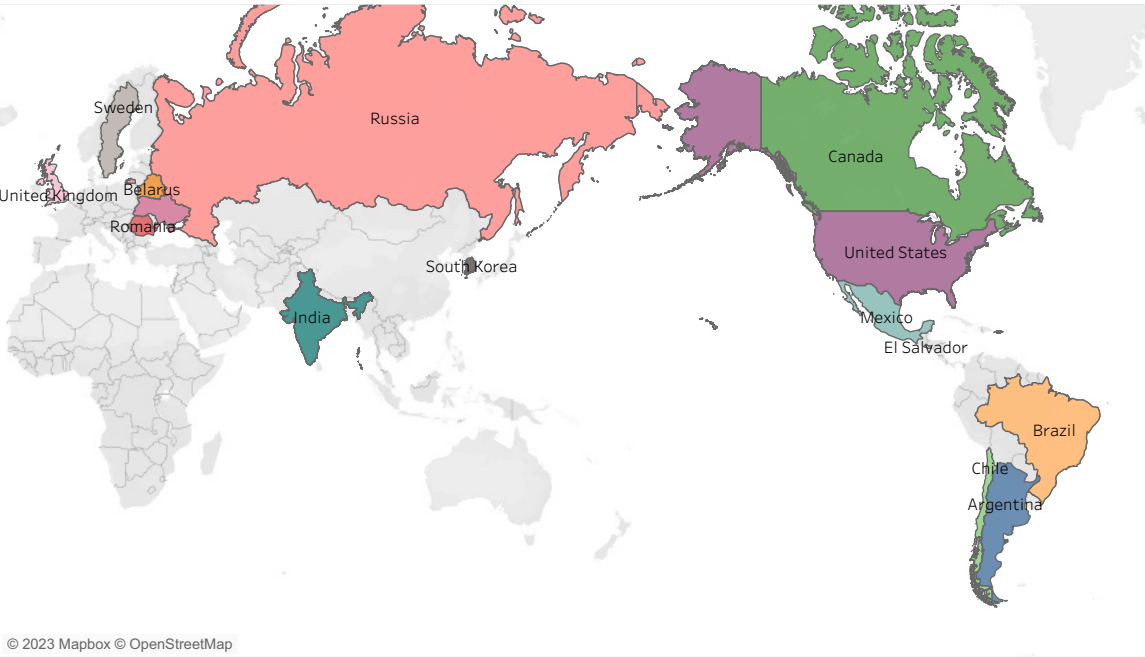 Sweden
Russia
Canada
United Kingdom
Belarus
Romania
United States
South Korea
India
Mexico
El Salvador
Brazil
Chile
Argentina
© 2023 Mapbox © OpenStreetMap